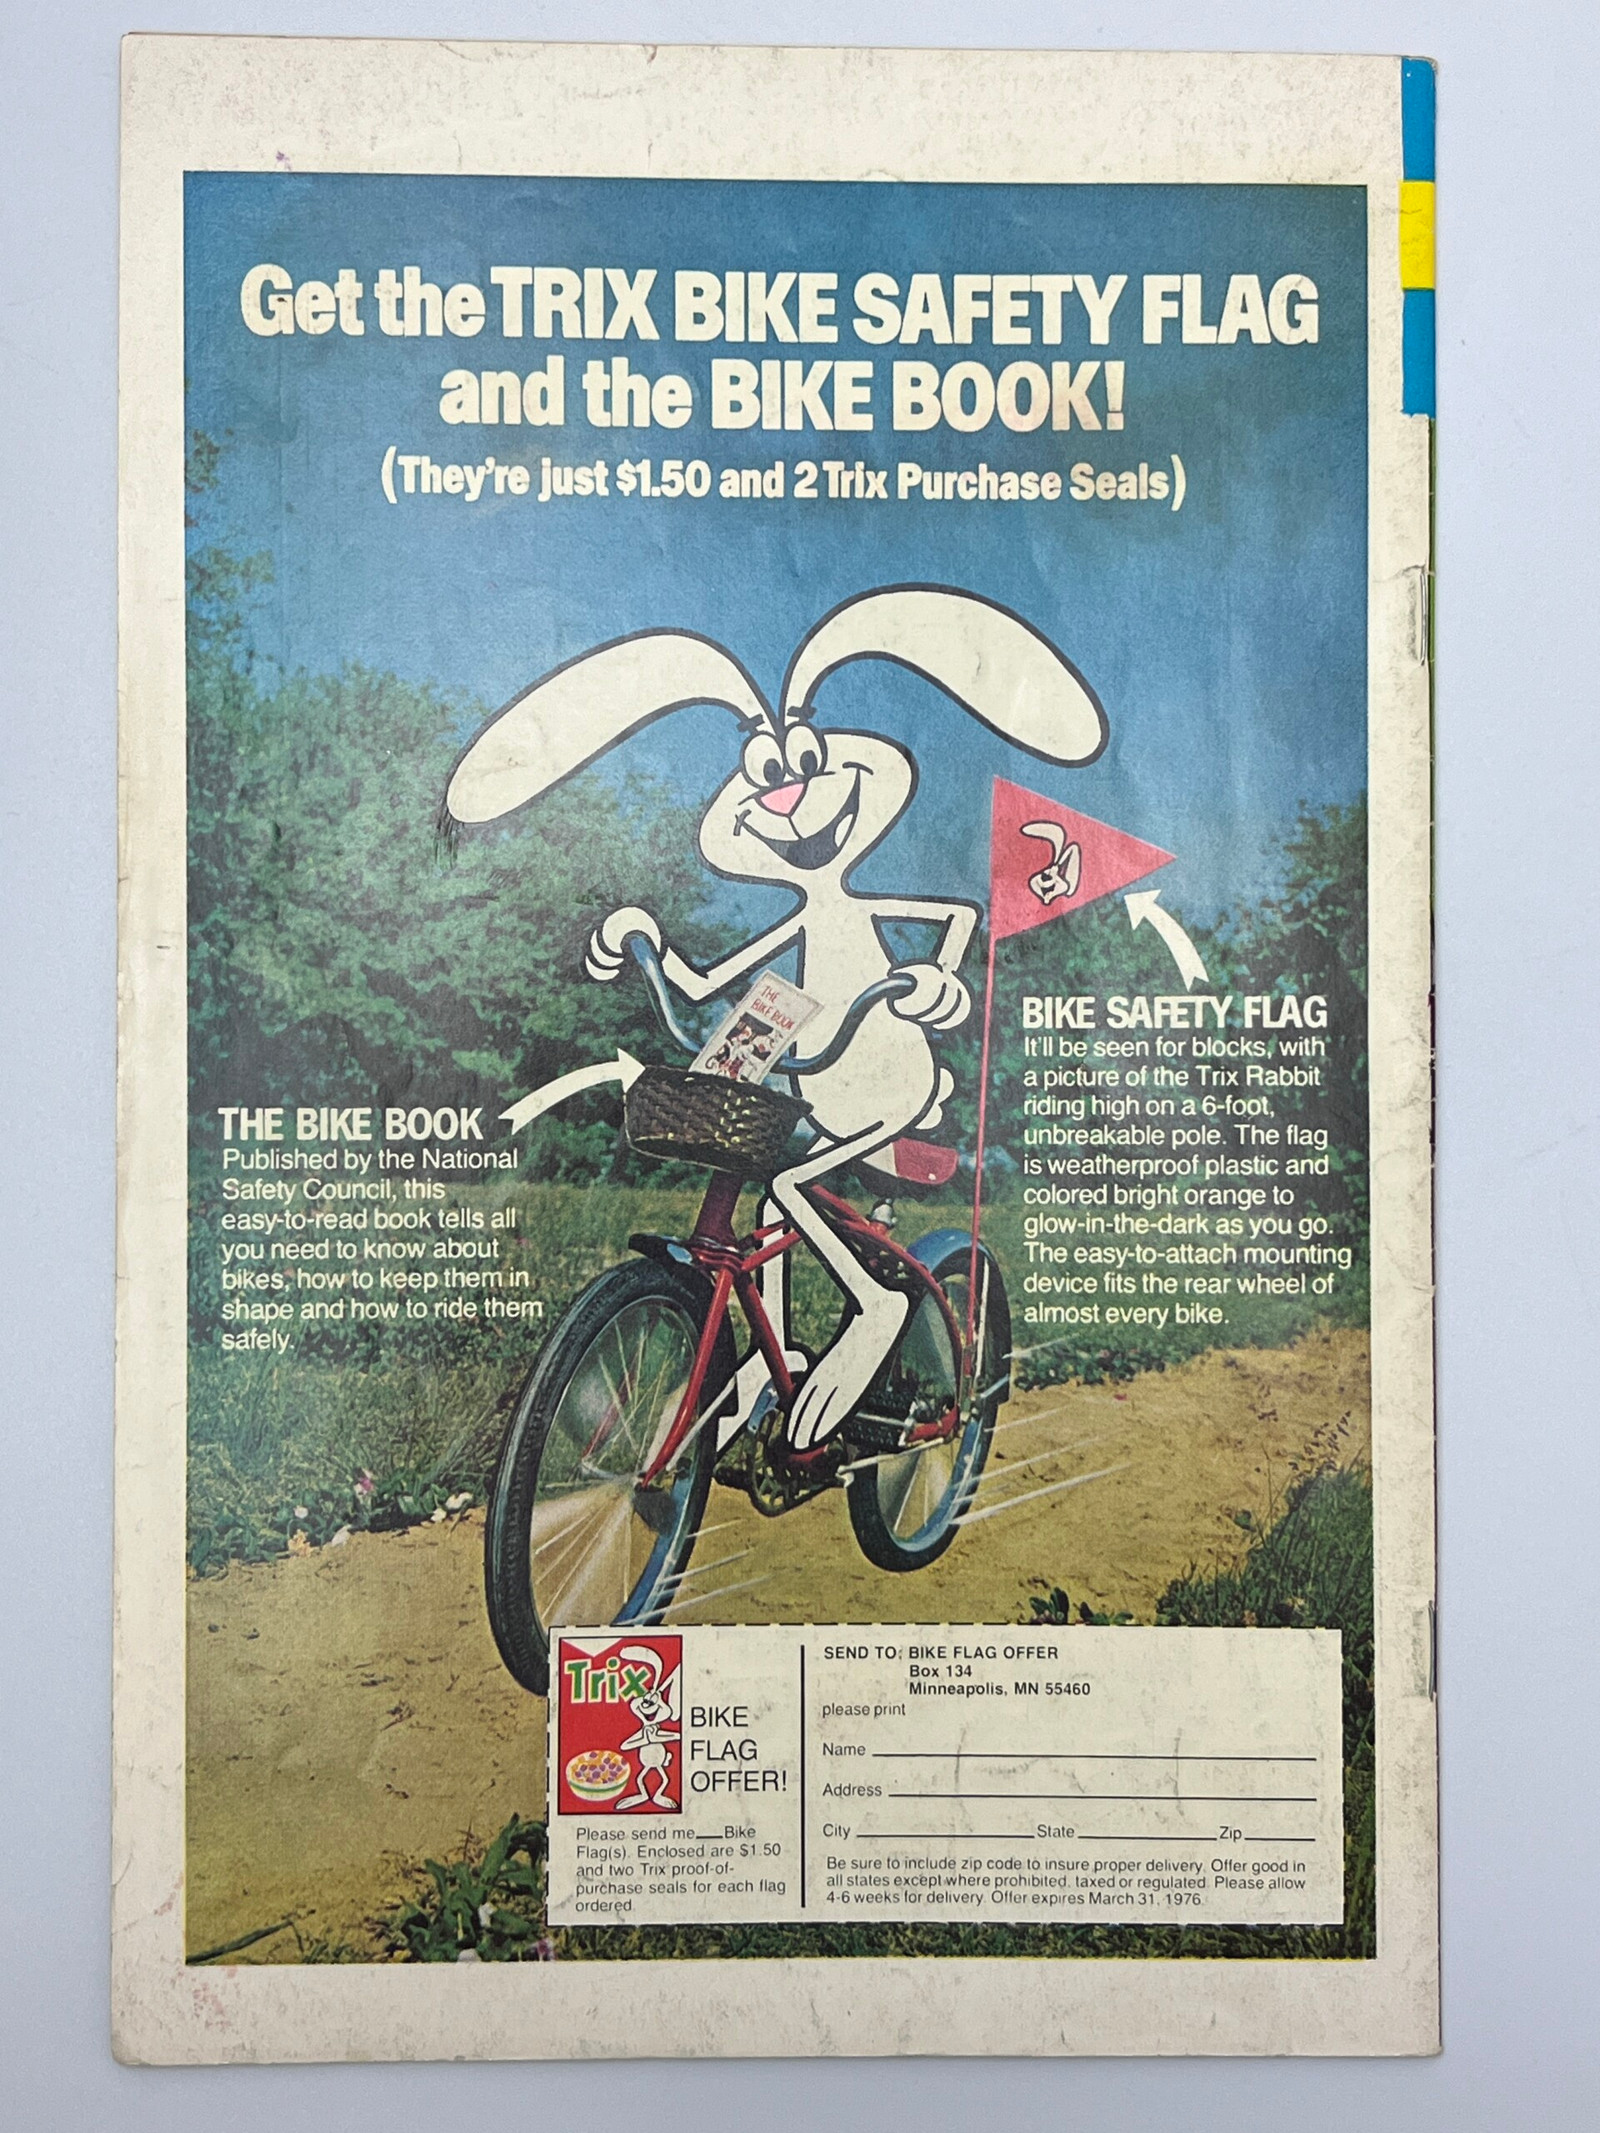 Get the TRIX BIKE SAFETY FLAG
and the BIKE BOOK!
(They're just $1.50 and 2 Trix Purchase Seals)
THE
BIKE BOOK
THE BIKE BOOK
Published by the National
Safety Council, this
easy-to-read book tells all
you need to know about
bikes, how to keep them in
shape and how to ride them
safely.
BIKE SAFETY FLAG
It'll be seen for blocks, with
a picture of the Trix Rabbit
riding high on a 6-foot,
unbreakable pole. The flag
is weatherproof plastic and
colored bright orange to
glow-in-the-dark as you go.
The easy-to-attach mounting
device fits the rear wheel of
almost every bike.
Trix
BIKE
FLAG
OFFER!
Please send me___Bike
Flag(s). Enclosed are $1.50
and two Trix proof-of-
purchase seals for each flag
ordered.
SEND TO: BIKE FLAG OFFER
Box 134
Minneapolis, MN 55460
please print
Name
Address
City State Zip
Be sure to include zip code to insure proper delivery. Offer good in
all states except where prohibited, taxed or regulated. Please allow
4-6 weeks for delivery. Offer expires March 31, 1976.